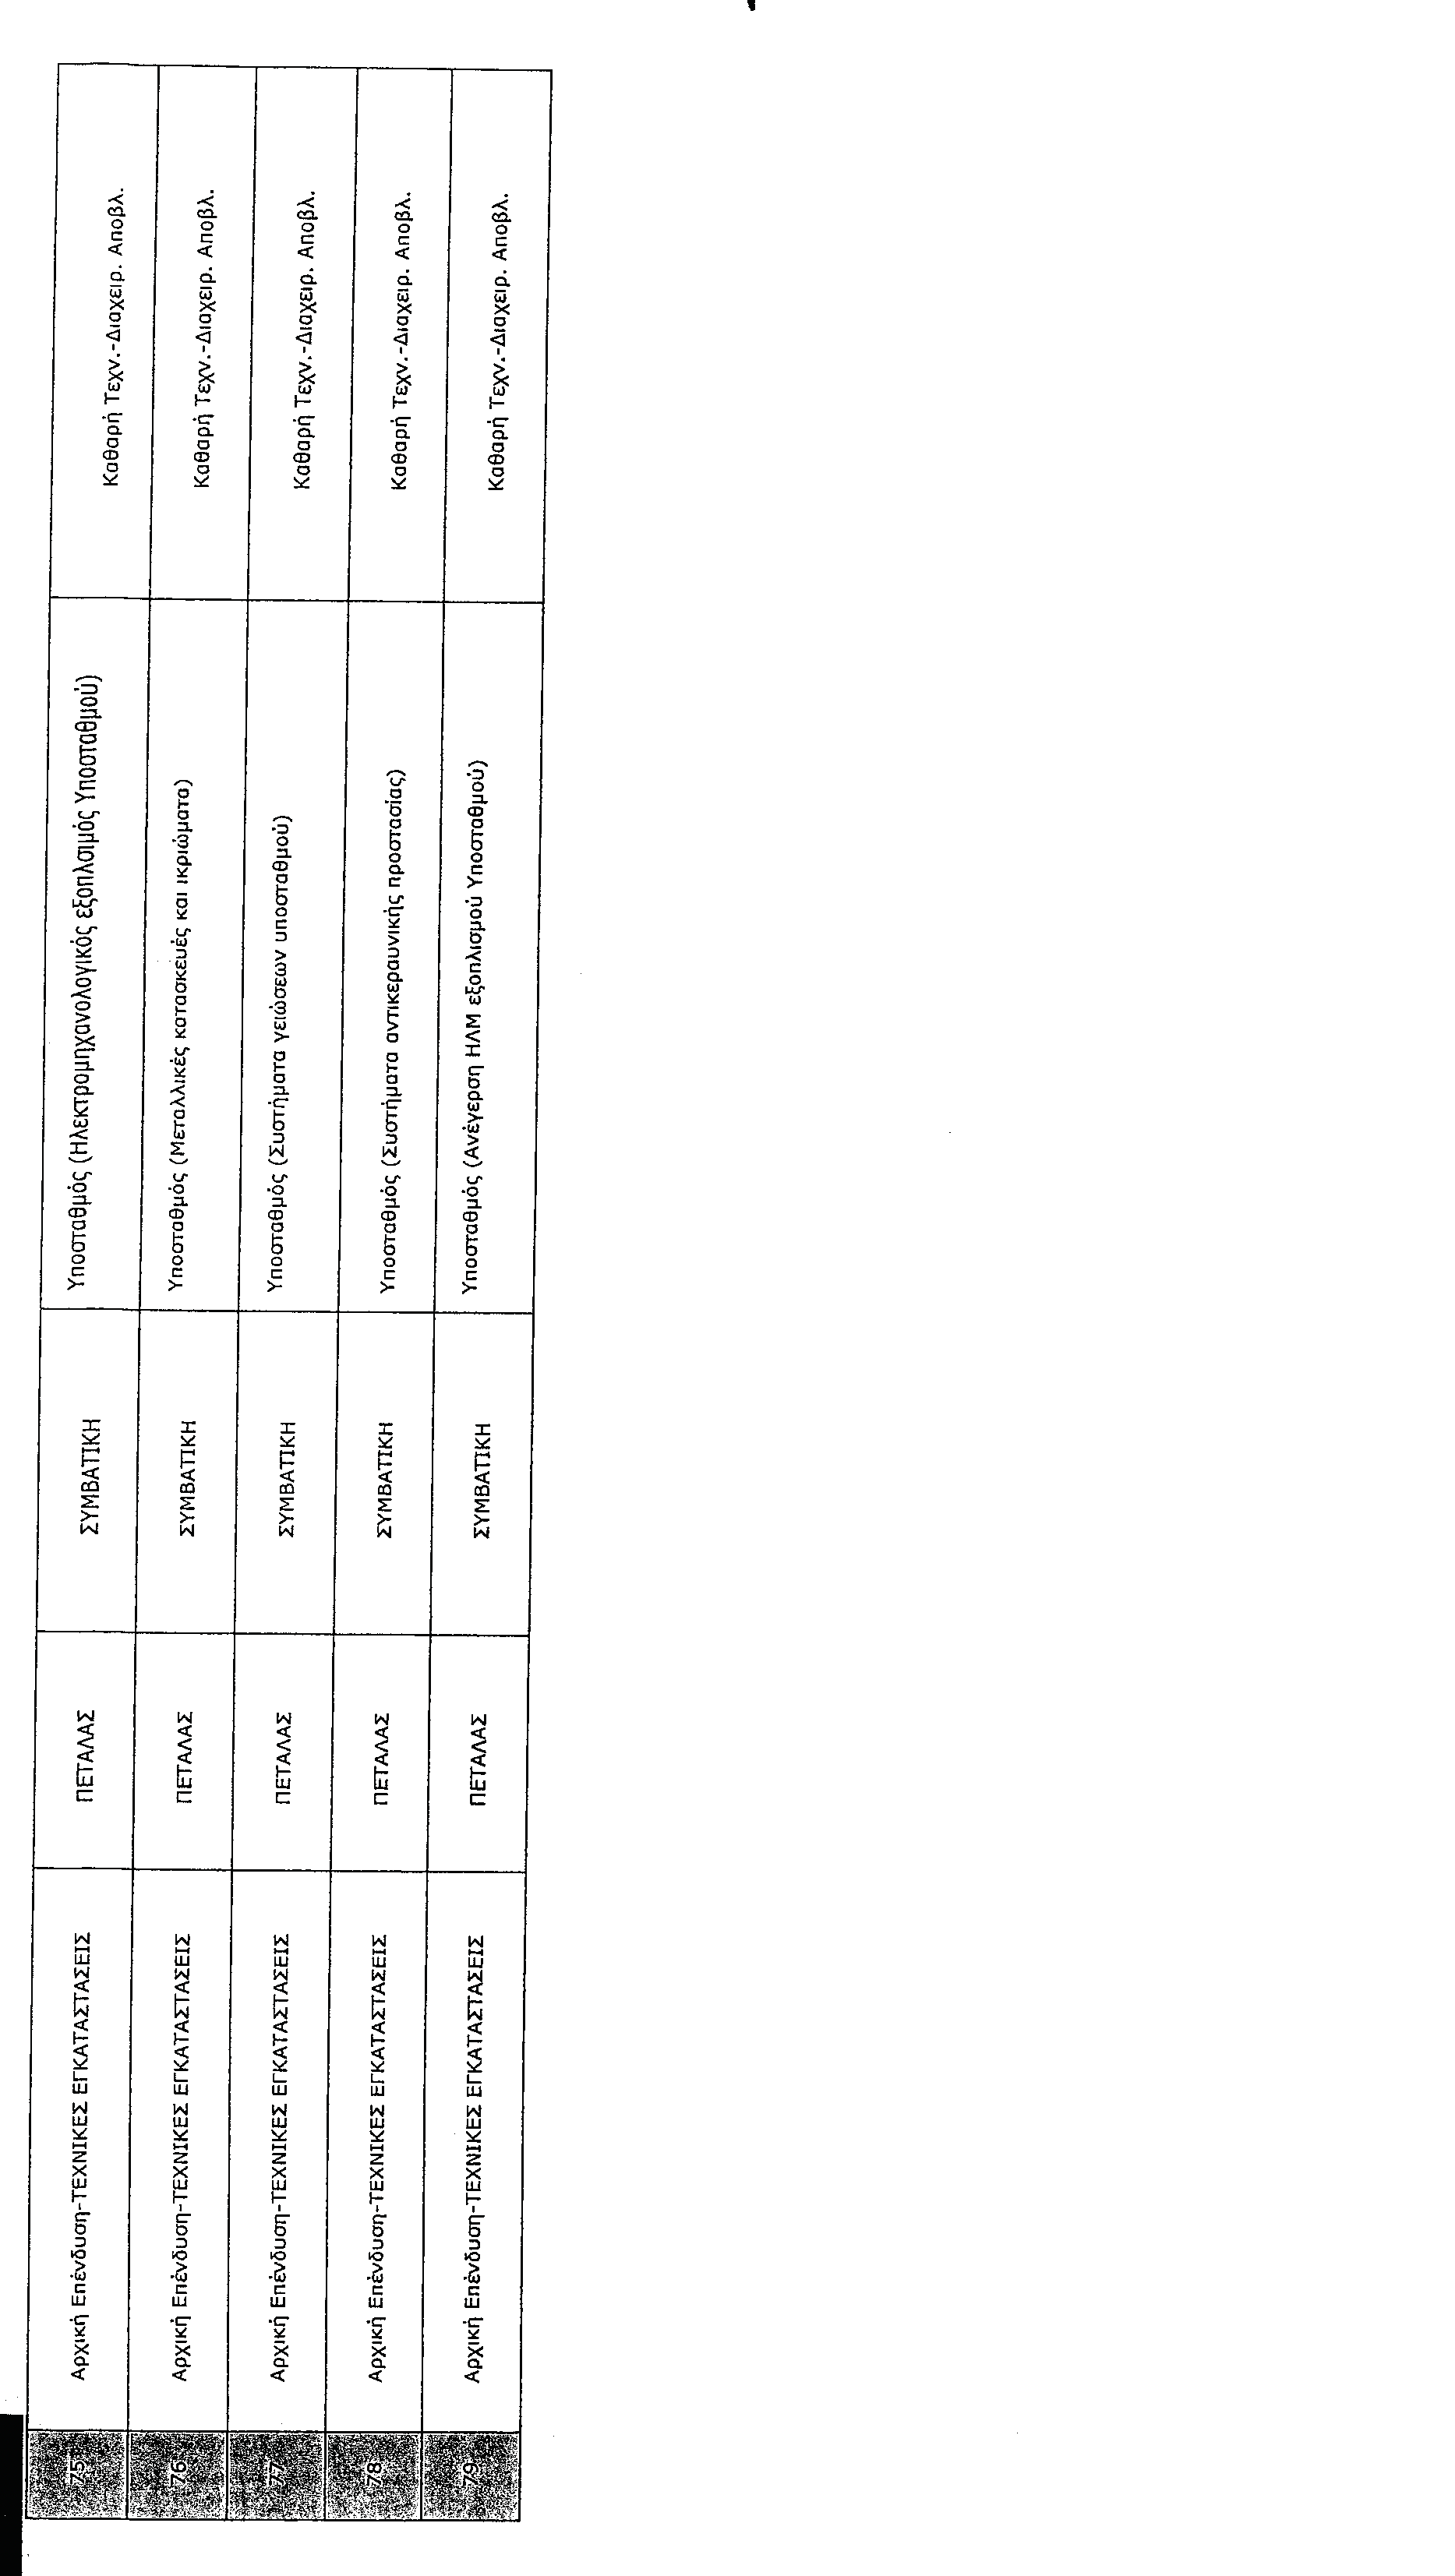 75 Αρχική Επένδυση-ΤΕΧΝΙΚΕΣ ΕΓΚΑΤΑΣΤΑΣΕΙΣ ΠΕΤΑΛΑΣ ΣΥΜΒΑΤΙΚΗ Υποσταθμός (Ηλεκτρομηχανολογικός εξοπλσιμός Υποσταθμού) Καθαρή Τεχν.-Διαχειρ. Αποβλ.
76 Αρχική Επένδυση-ΤΕΧΝΙΚΕΣ ΕΓΚΑΤΑΣΤΑΣΕΙΣ ΠΕΤΑΛΑΣ ΣΥΜΒΑΤΙΚΗ Υποσταθμός (Μεταλλικές κατασκευές και ικριώματα) Καθαρή Τεχν.-Διαχειρ. Αποβλ.
77 Αρχική Επένδυση-ΤΕΧΝΙΚΕΣ ΕΓΚΑΤΑΣΤΑΣΕΙΣ ΠΕΤΑΛΑΣ ΣΥΜΒΑΤΙΚΗ Υποσταθμός (Συστήματα γειώσεων υποσταθμού) Καθαρή Τεχν.-Διαχειρ. Αποβλ.
78 Αρχική Επένδυση-ΤΕΧΝΙΚΕΣ ΕΓΚΑΤΑΣΤΑΣΕΙΣ ΠΕΤΑΛΑΣ ΣΥΜΒΑΤΙΚΗ Υποσταθμός (Συστήματα αντικεραυνικής προστασίας) Καθαρή Τεχν.-Διαχειρ. Αποβλ.
79 Αρχική Επένδυση-ΤΕΧΝΙΚΕΣ ΕΓΚΑΤΑΣΤΑΣΕΙΣ ΠΕΤΑΛΑΣ ΣΥΜΒΑΤΙΚΗ Υποσταθμός (Ανέγερση ΗΛΜ εξοπλισμού Υποσταθμού) Καθαρή Τεχν.-Διαχειρ. Αποβλ.